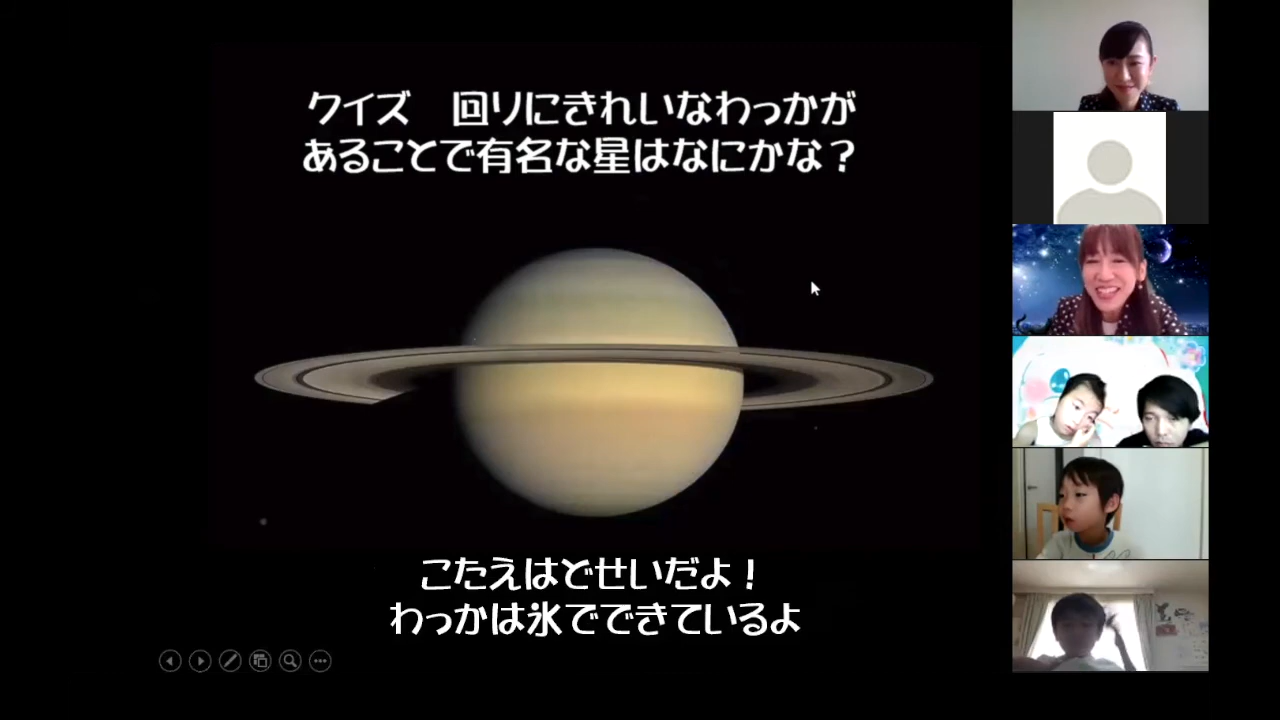 クイズ　回りにきれいなわっかが
あることで有名な星はなにかな？
こたえはどせいだよ！
わっかは氷でできているよ